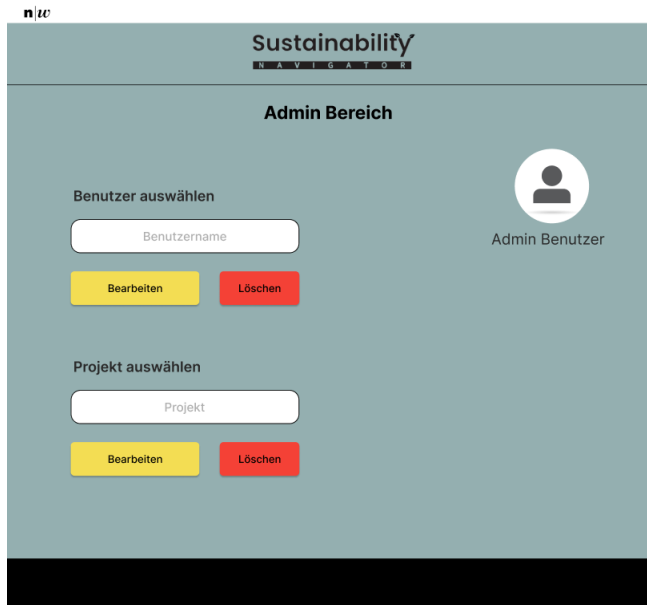 n|w
Sustainability
NAVIGATOR
Admin Bereich
Benutzer auswählen
Benutzername
Admin Benutzer
Bearbeiten
Löschen
Projekt auswählen
Projekt
Bearbeiten
Löschen